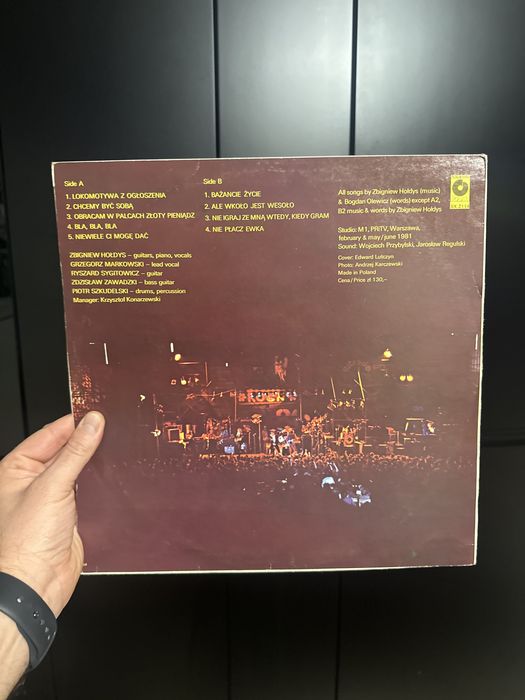 Side A
1. LOKOMOTYWA Z OGŁOSZENIA
2. CHCEMY BYĆ SOBĄ
3. OBRACAM W PALCACH ZŁOTY PIENIĄDZ
4. BLA, BLA, BLA
5. NIEWIELE CI MOGĘ DAĆ
ZBIGNIEW HOŁDYS – guitars, piano, vocals
GRZEGORZ MARKOWSKI – lead vocal
RYSZARD SYGITOWICZ – guitar
ZDZISŁAW ZAWADZKI – bass guitar
PIOTR SZKUDELSKI – drums, percussion
Manager: Krzysztof Konarzewski
Side B
1. BAŻANCIE ŻYCIE
2. ALE WKOŁO JEST WESOŁO
3. NIE IGRAJ ZE MNĄ WTEDY, KIEDY GRAM
4. NIE PŁACZ EWKA
All songs by Zbigniew Hołdys (music)
& Bogdan Olewicz (words) except A2,
B2 music & words by Zbigniew Hołdys
Studio: M1, PRiTV, Warszawa,
february & may/june 1981
Sound: Wojciech Przybylski, Jarosław Regulski
Cover: Edward Lutczyn
Photo: Andrzej Karczewski
Made in Poland
Cena/Price zł 130,–